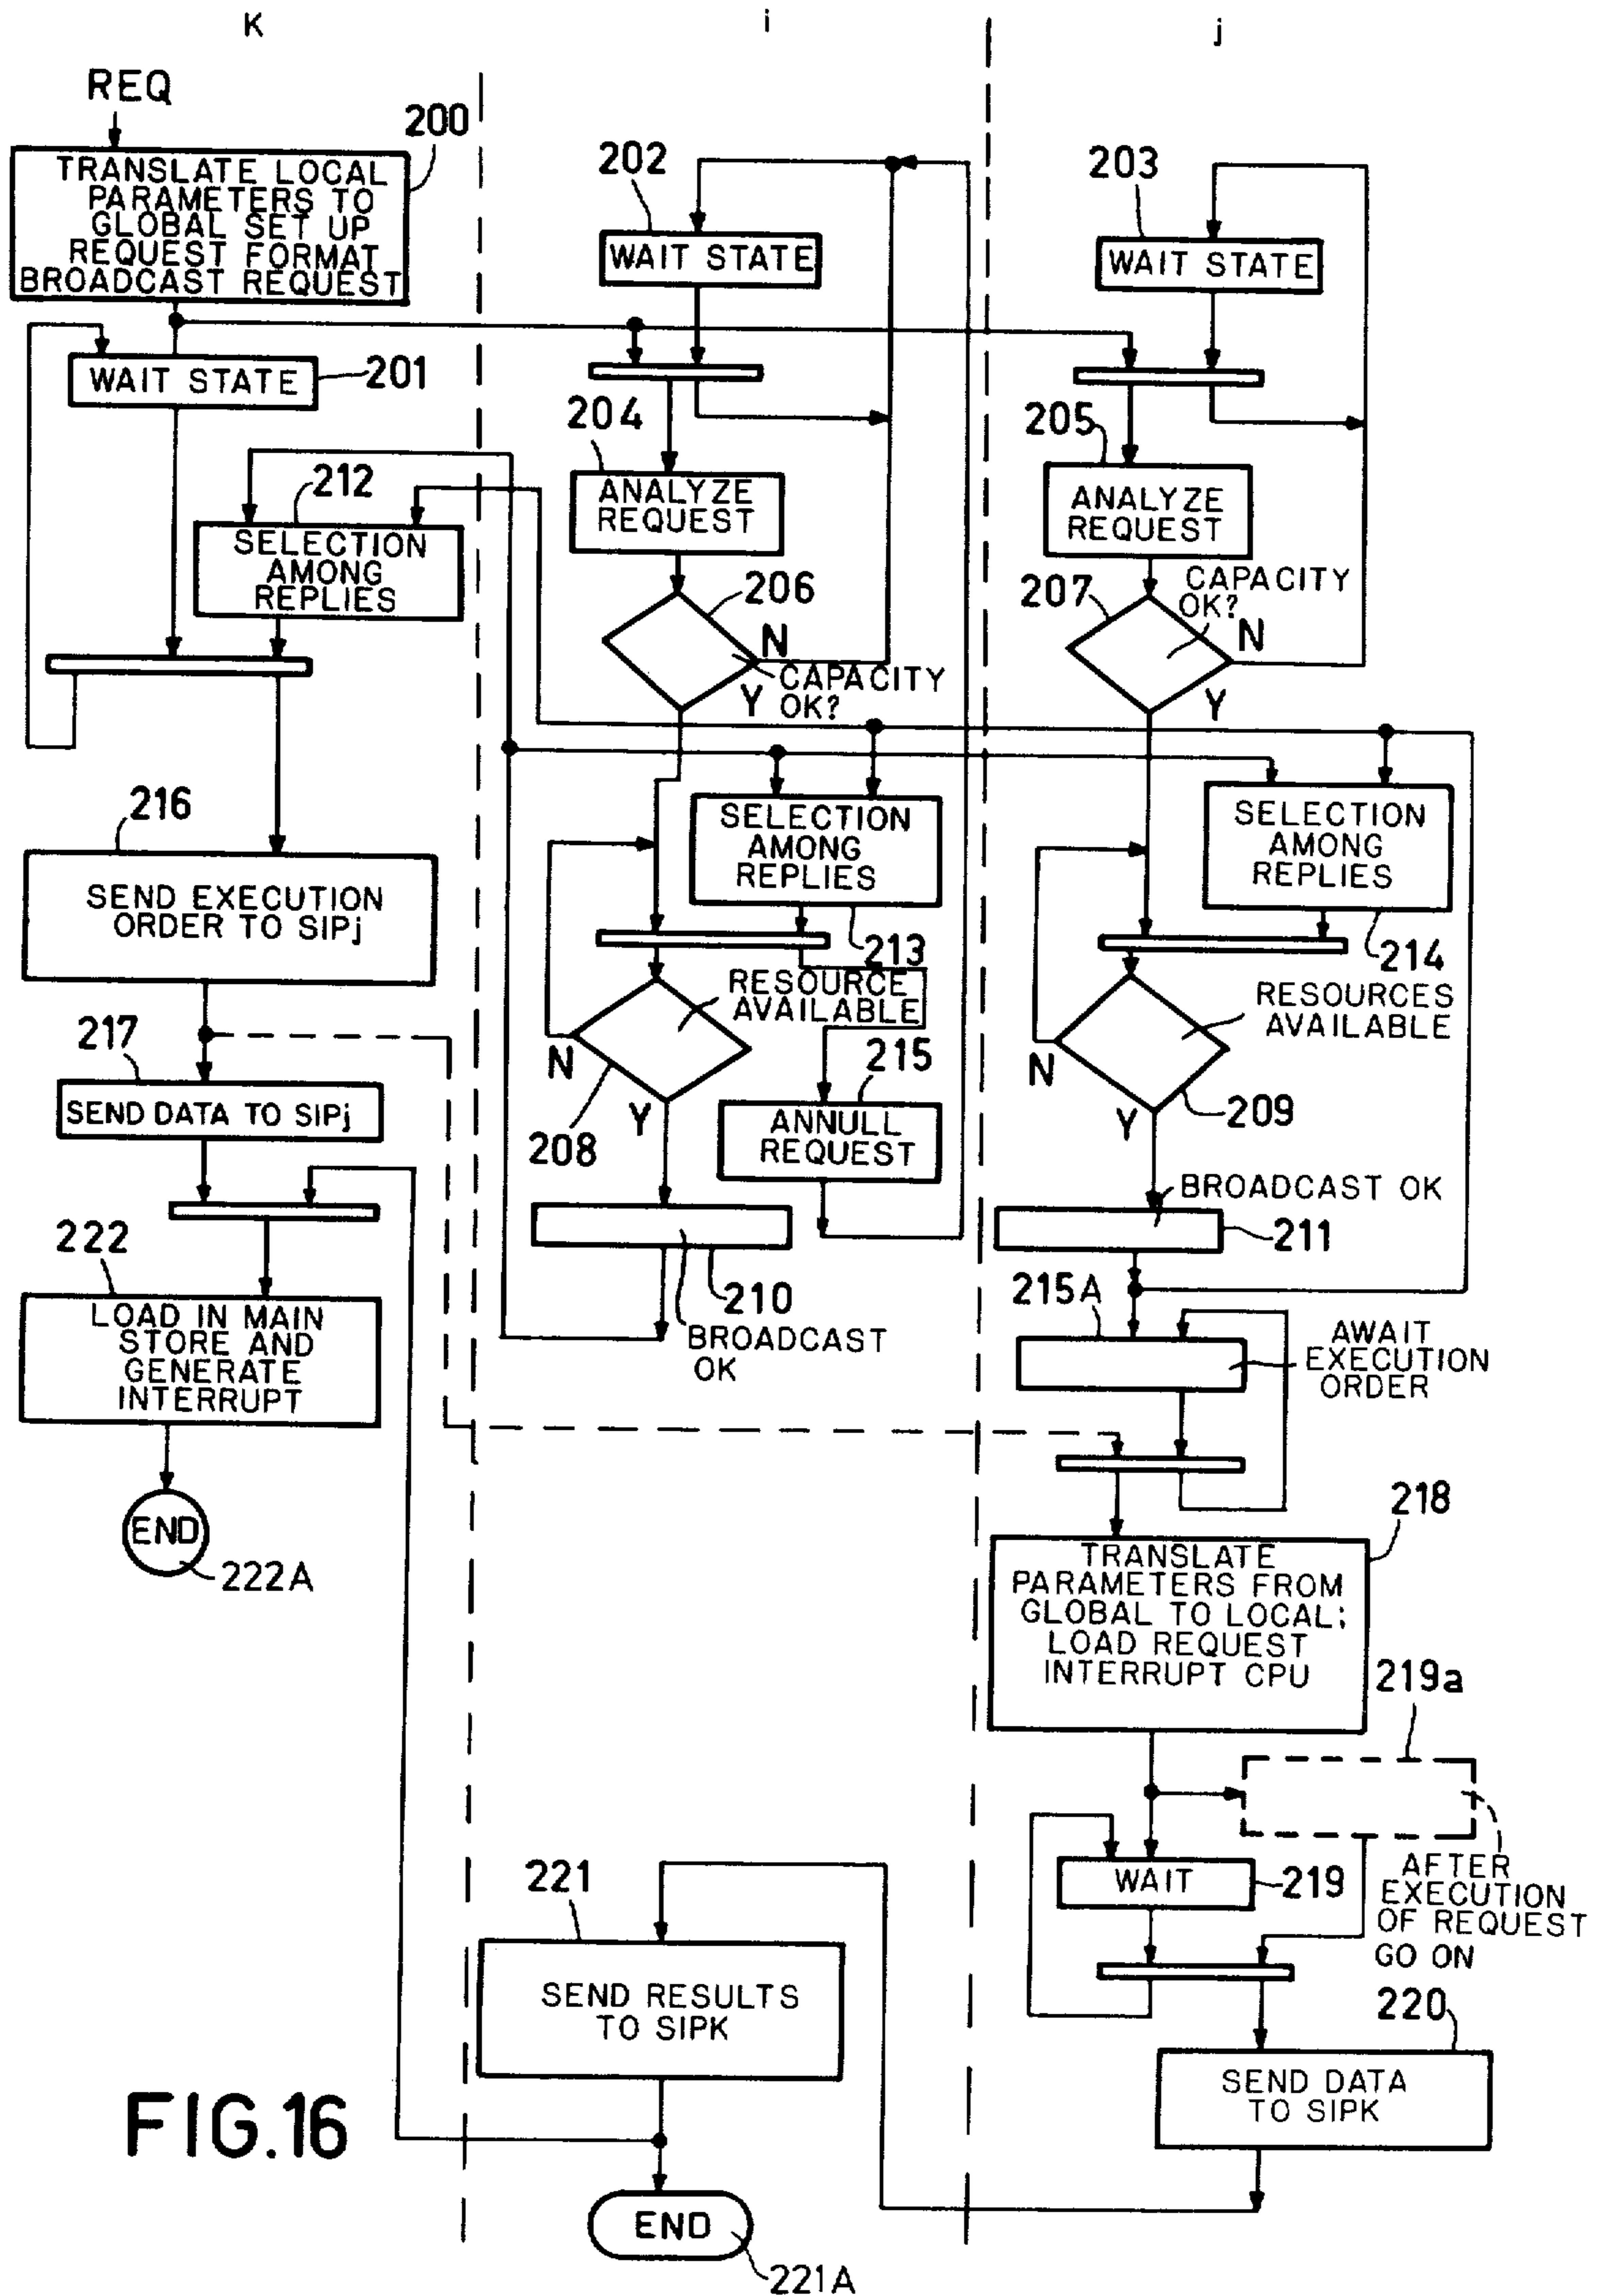 K
i
j
REQ
200
TRANSLATE LOCAL
PARAMETERS TO
GLOBAL SET UP
REQUEST FORMAT
BROADCAST REQUEST
202
WAIT STATE
203
WAIT STATE
WAIT STATE
201
204
ANALYZE
REQUEST
205
ANALYZE
REQUEST
212
SELECTION
AMONG
REPLIES
206
N
CAPACITY
OK?
Y
207
CAPACITY
OK?
N
Y
216
SEND EXECUTION
ORDER TO SIPj
SELECTION
AMONG
REPLIES
213
SELECTION
AMONG
REPLIES
214
RESOURCE
AVAILABLE
N
Y
208
215
ANNULL
REQUEST
RESOURCES
AVAILABLE
N
Y
209
217
SEND DATA TO SIPj
210
BROADCAST
OK
BROADCAST OK
211
222
LOAD IN MAIN
STORE AND
GENERATE
INTERRUPT
END
222A
215A
AWAIT
EXECUTION
ORDER
218
TRANSLATE
PARAMETERS FROM
GLOBAL TO LOCAL;
LOAD REQUEST
INTERRUPT CPU
219a
AFTER
EXECUTION
OF REQUEST
GO ON
WAIT
219
221
SEND RESULTS
TO SIPK
220
SEND DATA
TO SIPK
FIG.16
END
221A